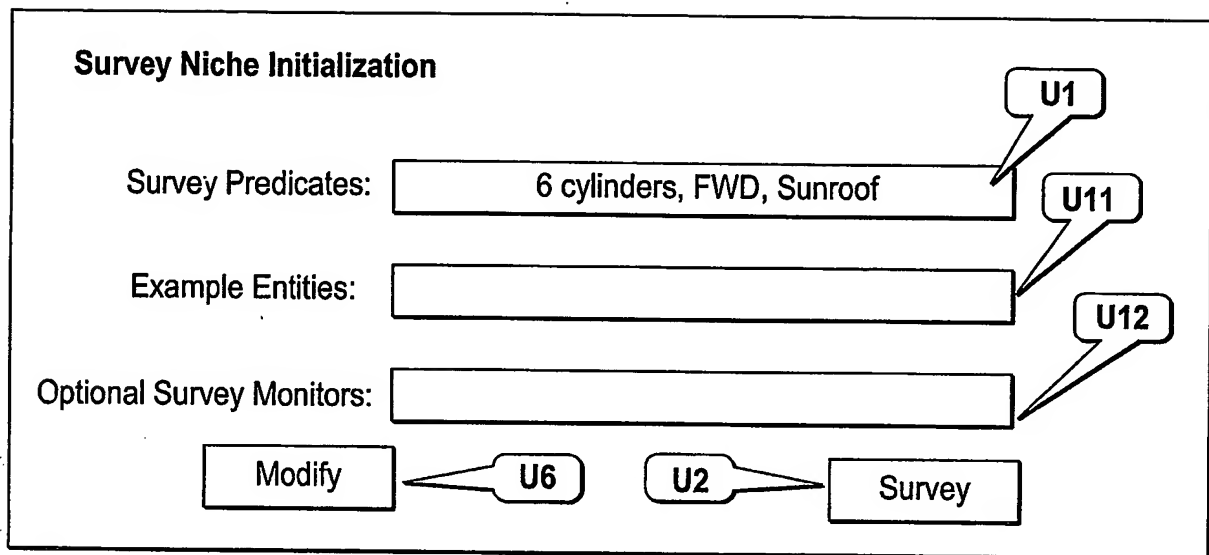 Survey Niche Initialization
U1
Survey Predicates: 6 cylinders, FWD, Sunroof
U11
Example Entities:
U12
Optional Survey Monitors:
Modify U6 U2 Survey